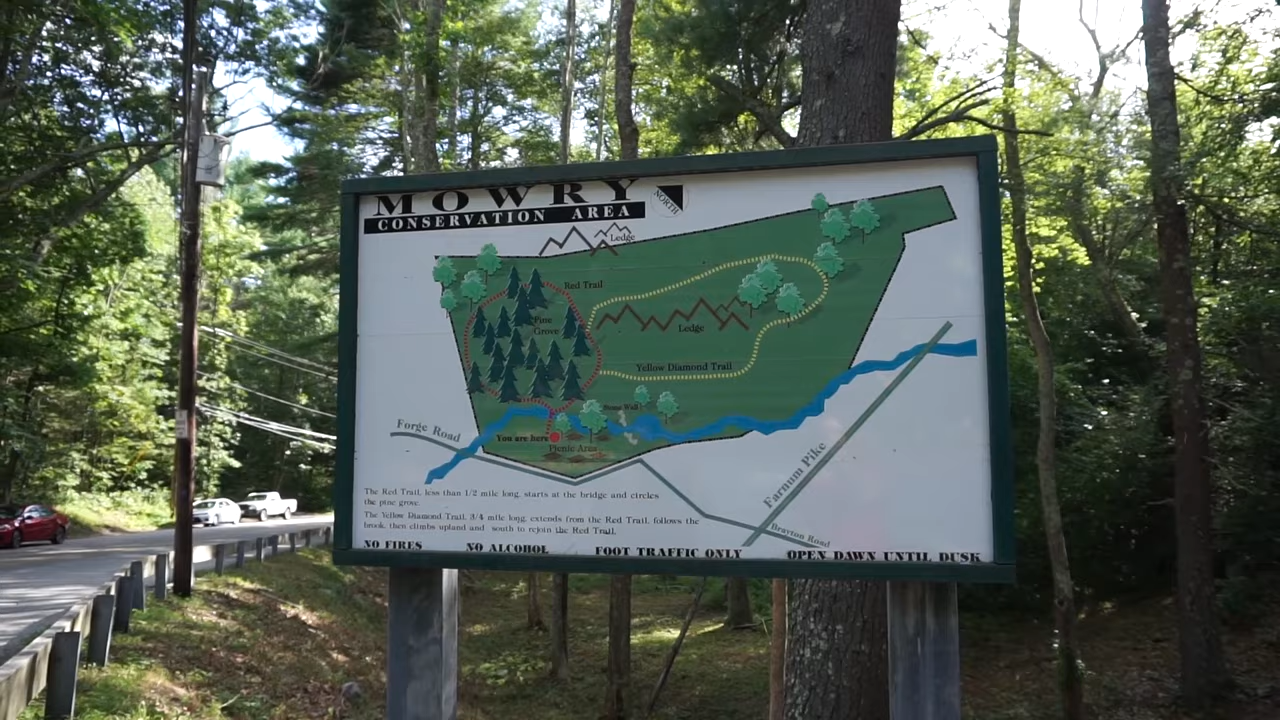 MOWRY
CONSERVATION AREA
NORTH
Ledge
Red Trail
Pine
Grove
Ledge
Yellow Diamond Trail
Stone Wall
Forge Road
You are here
Picnic Area
Farnum Pike
Brayton Road
The Red Trail, less than 1/2 mile long, starts at the bridge and circles
the pine grove.
The Yellow Diamond Trail, 3/4 mile long, extends from the Red Trail, follows the
brook, then climbs upland and south to rejoin the Red Trail.
NO FIRES NO ALCOHOL FOOT TRAFFIC ONLY OPEN DAWN UNTIL DUSK